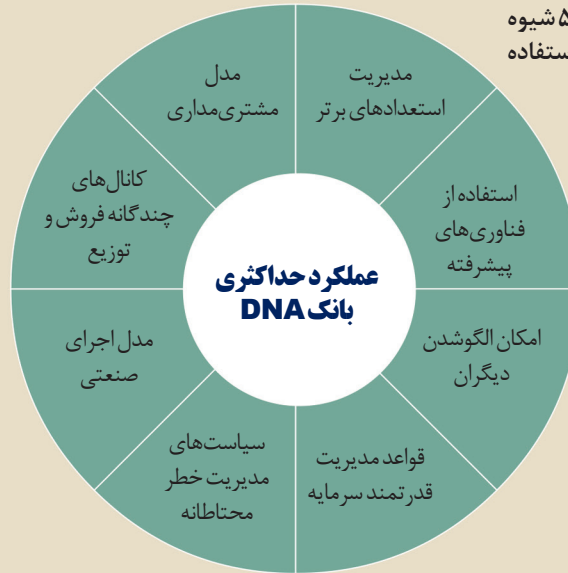 ۵ شیوه
ستفاده
مدیریت
استعدادهای برتر
استفاده از
فناوری‌های
پیشرفته
امکان الگوشدن
دیگران
قواعد مدیریت
قدرتمند سرمایه
سیاست‌های
مدیریت خطر
محتاطانه
مدل اجرای
صنعتی
کانال‌های
چندگانه فروش و
توزیع
مدل
مشتری‌مداری
عملکرد حداکثری
بانک DNA